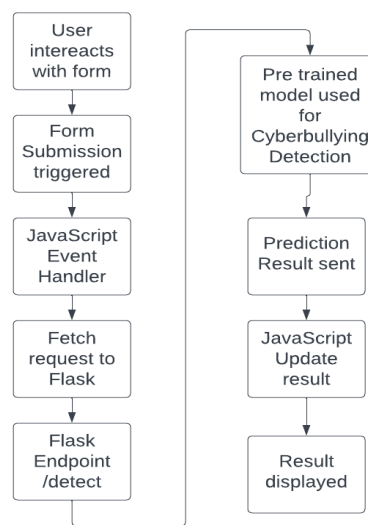 User
intereacts
with form
Form
Submission
triggered
JavaScript
Event
Handler
Fetch
request to
Flask
Flask
Endpoint
/detect
Pre trained
model used
for
Cyberbullying
Detection
Prediction
Result sent
JavaScript
Update
result
Result
displayed